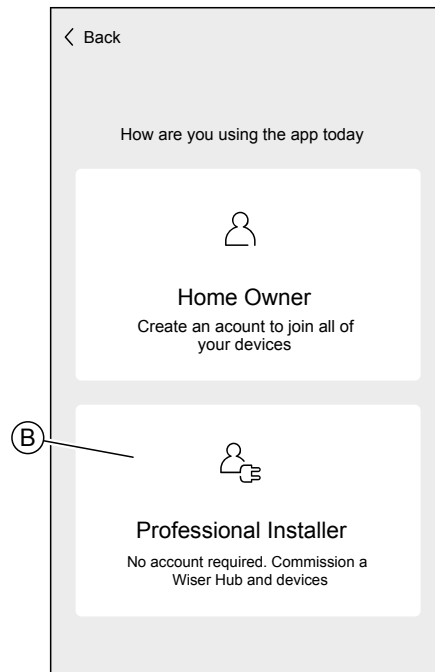 Back
How are you using the app today
Home Owner
Create an acount to join all of
your devices
B
Professional Installer
No account required. Commission a
Wiser Hub and devices